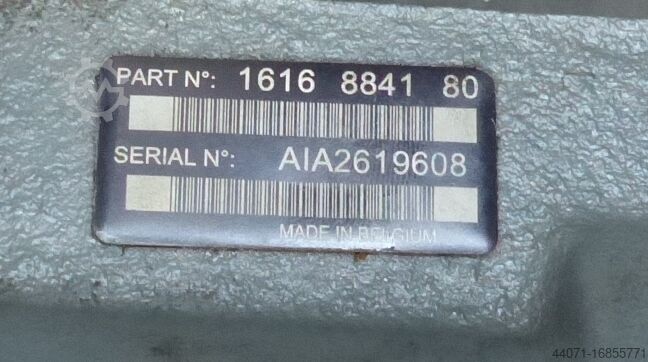 PART N°: 1616 8841 80
SERIAL N°: AIA2619608
MADE IN BELGIUM
44071-16855771